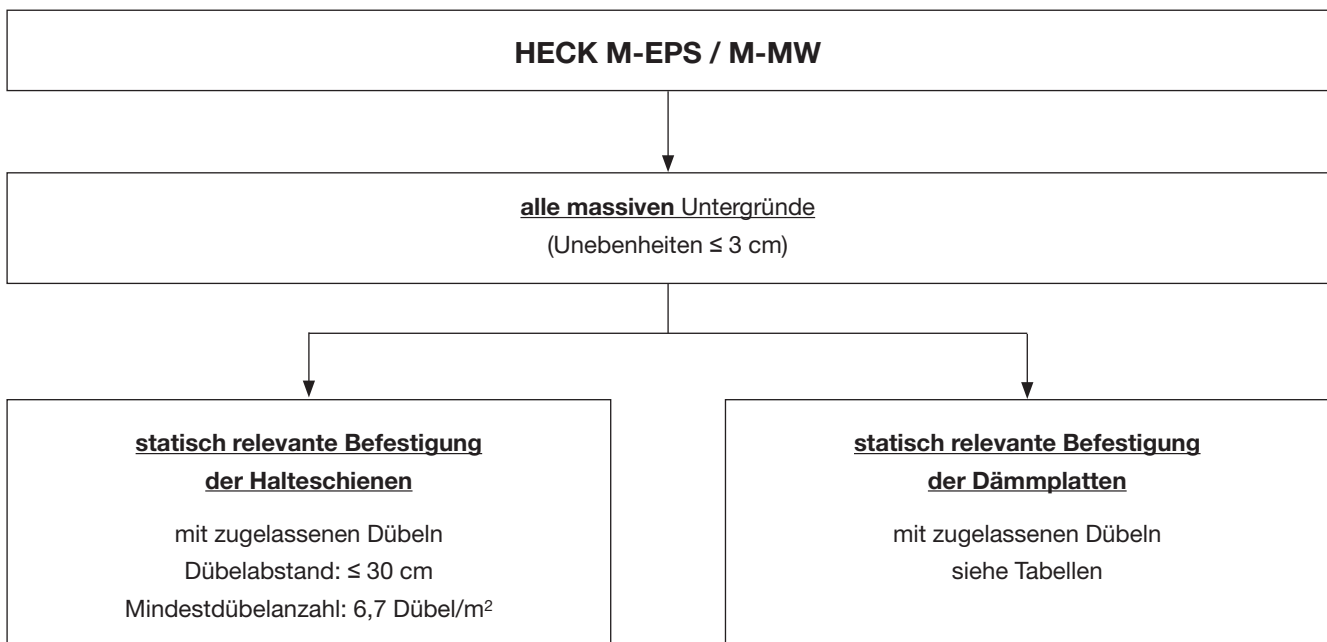 HECK M-EPS / M-MW
alle massiven Untergründe
(Unebenheiten ≤ 3 cm)
statisch relevante Befestigung
der Halteschienen
mit zugelassenen Dübeln
Dübelabstand: ≤ 30 cm
Mindestdübelanzahl: 6,7 Dübel/m²
statisch relevante Befestigung
der Dämmplatten
mit zugelassenen Dübeln
siehe Tabellen